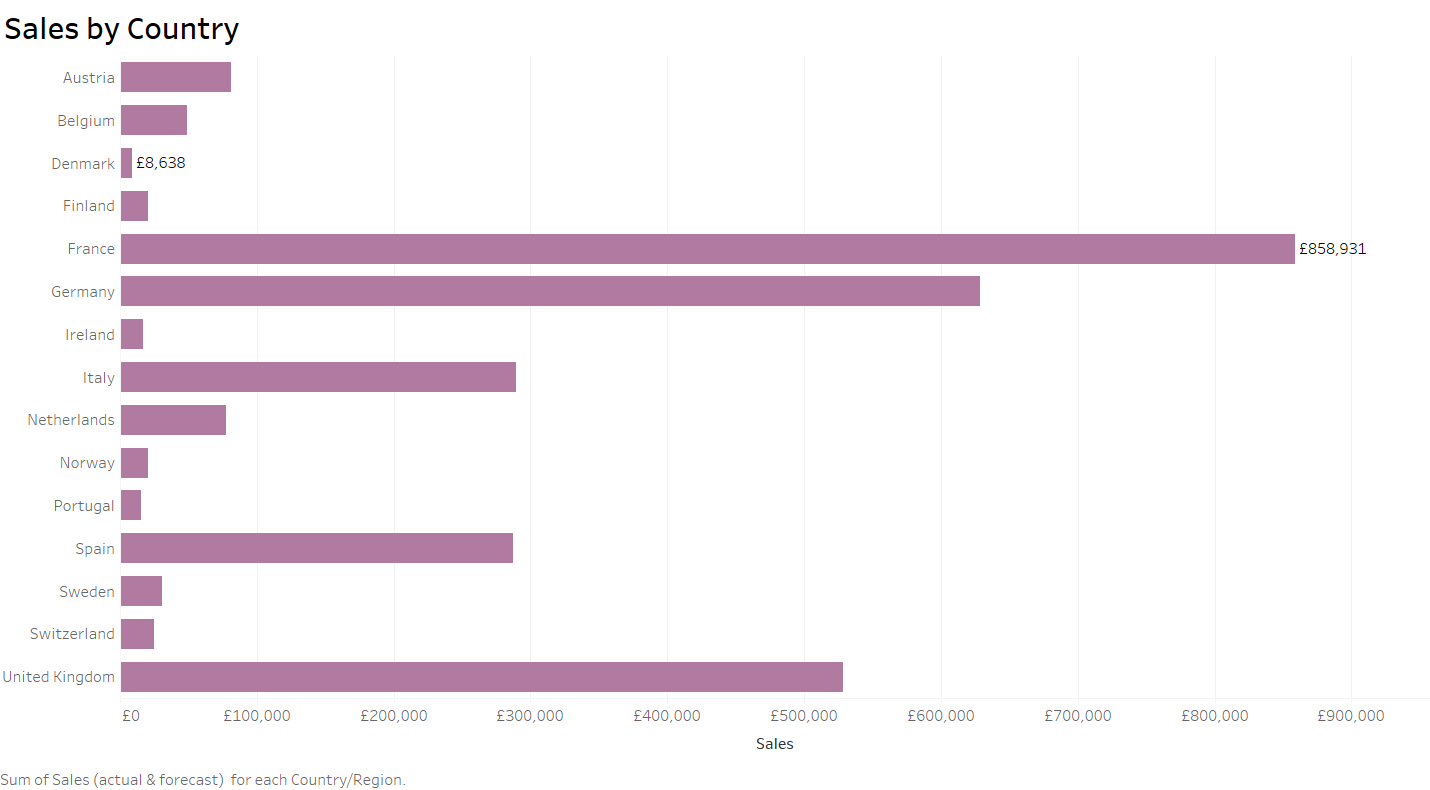 Sales by Country
Austria
Belgium
Denmark £8,638
Finland
France £858,931
Germany
Ireland
Italy
Netherlands
Norway
Portugal
Spain
Sweden
Switzerland
United Kingdom
£0 £100,000 £200,000 £300,000 £400,000 £500,000 £600,000 £700,000 £800,000 £900,000
Sales
Sum of Sales (actual & forecast)  for each Country/Region.